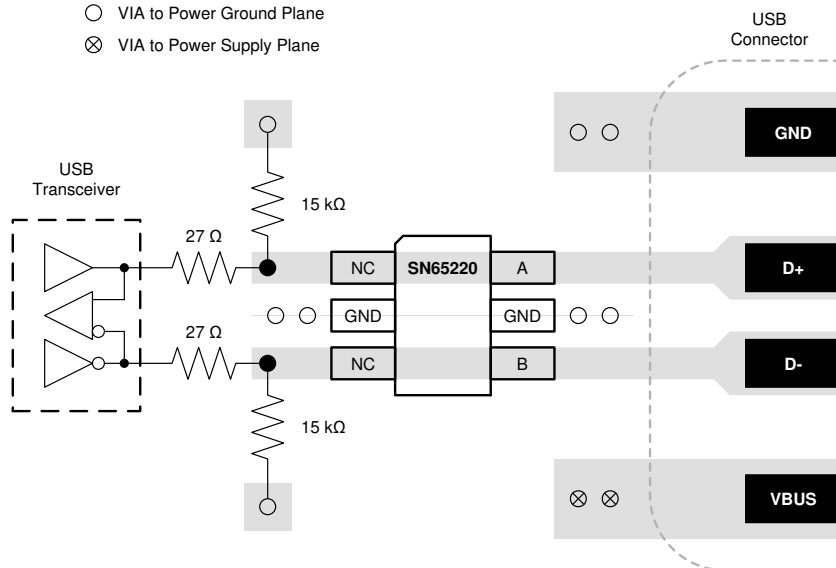 VIA to Power Ground Plane
VIA to Power Supply Plane
USB
Connector
GND
USB
Transceiver
15 kΩ
27 Ω
NC
SN65220
A
D+
GND
GND
27 Ω
NC
B
D-
15 kΩ
VBUS